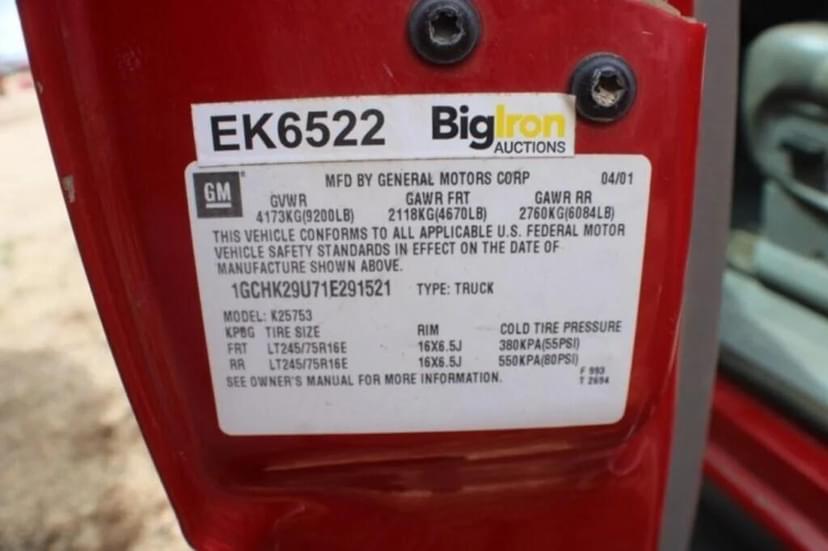 EK6522 BigIron
AUCTIONS
GM MFD BY GENERAL MOTORS CORP 04/01
GVWR GAWR FRT GAWR RR
4173KG(9200LB) 2118KG(4670LB) 2760KG(6084LB)
THIS VEHICLE CONFORMS TO ALL APPLICABLE U.S. FEDERAL MOTOR
VEHICLE SAFETY STANDARDS IN EFFECT ON THE DATE OF
MANUFACTURE SHOWN ABOVE.
1GCHK29U71E291521 TYPE: TRUCK
MODEL: K25753
KPBG TIRE SIZE RIM COLD TIRE PRESSURE
FRT LT245/75R16E 16X6.5J 380KPA(55PSI)
RR LT245/75R16E 16X6.5J 550KPA(80PSI)
SEE OWNER'S MANUAL FOR MORE INFORMATION.
F 993
T 2694